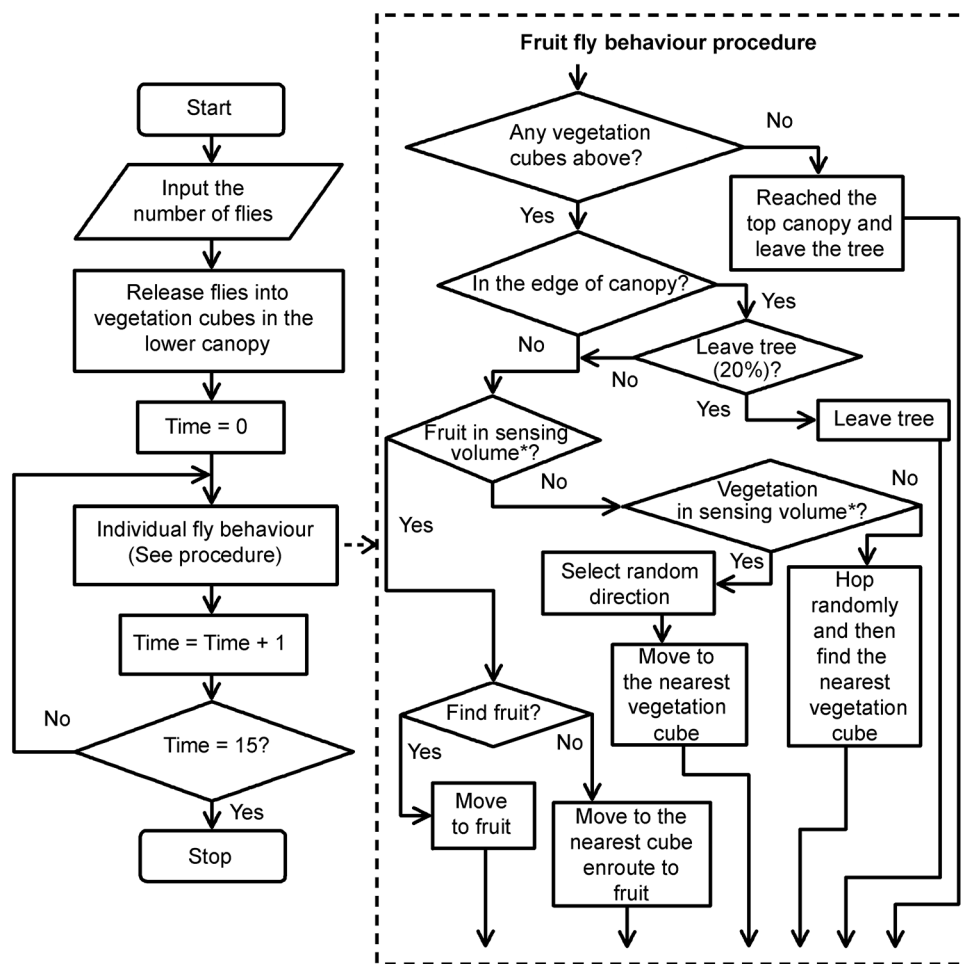 Start
Input the
number of flies
Release flies into
vegetation cubes in the
lower canopy
Time = 0
Individual fly behaviour
(See procedure)
Time = Time + 1
No
Time = 15?
Yes
Stop
Fruit fly behaviour procedure
Any vegetation
cubes above?
No
Yes
Reached the
top canopy and
leave the tree
In the edge of canopy?
Yes
No
Leave tree
(20%)?
No
Yes
Leave tree
Fruit in sensing
volume*?
No
Yes
Vegetation
in sensing volume*?
No
Yes
Select random
direction
Move to
the nearest
vegetation
cube
Hop
randomly
and then
find the
nearest
vegetation
cube
Find fruit?
Yes
No
Move
to fruit
Move to the
nearest cube
enroute to
fruit